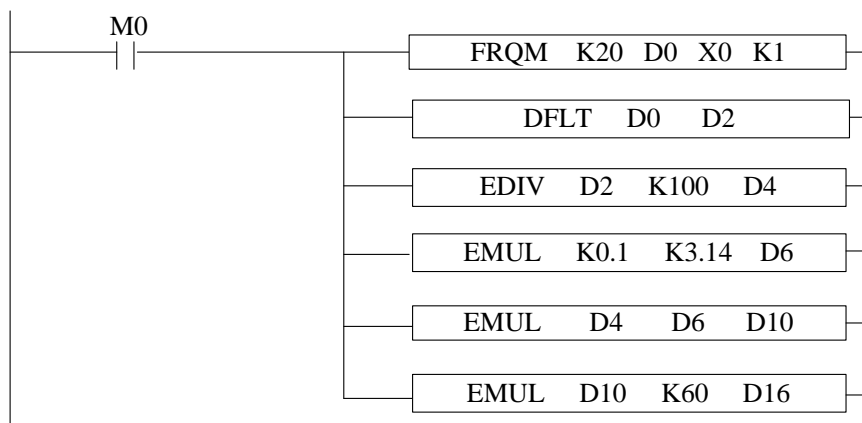 M0
FRQM K20 D0 X0 K1
DFLT D0 D2
EDIV D2 K100 D4
EMUL K0.1 K3.14 D6
EMUL D4 D6 D10
EMUL D10 K60 D16